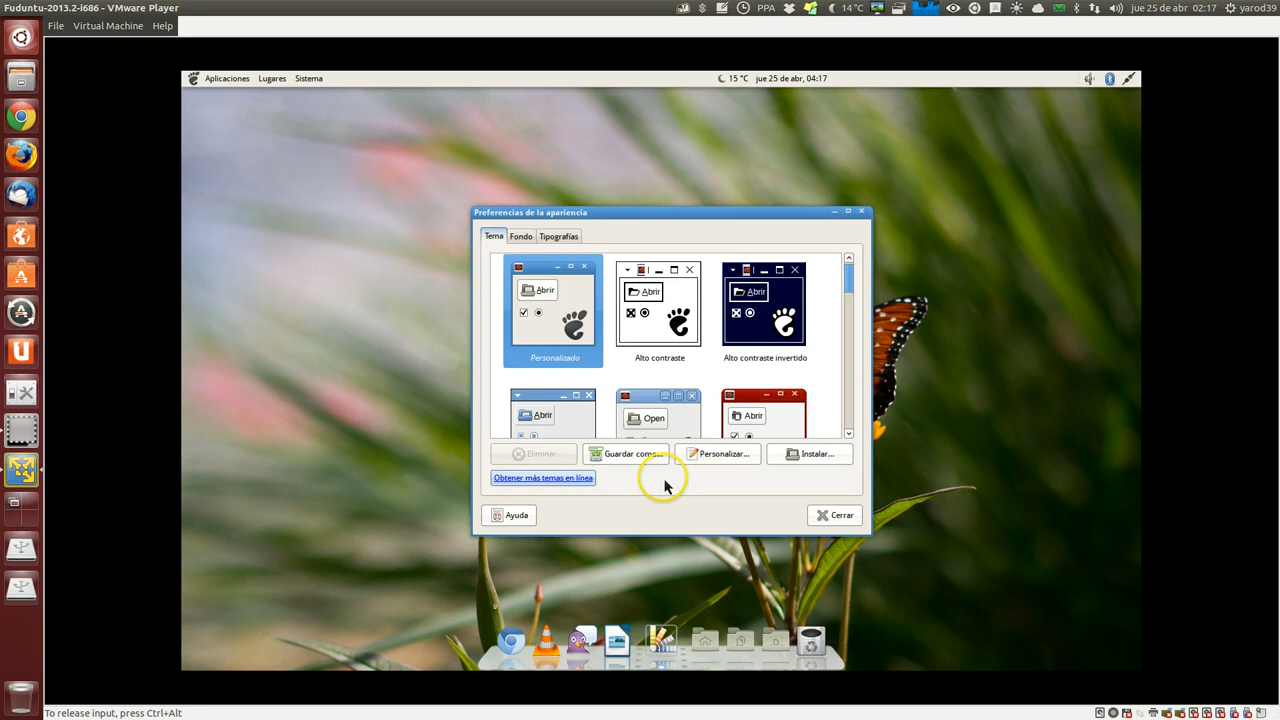 Fuduntu-2013.2-i686 - VMware Player
PPA
14 °C
jue 25 de abr, 02:17
yarod39
File Virtual Machine Help
Aplicaciones Lugares Sistema
15 °C jue 25 de abr, 04:17
Preferencias de la apariencia
Tema Fondo Tipografías
Abrir Abrir Abrir
Personalizado Alto contraste Alto contraste invertido
Abrir Open Abrir
Eliminar Guardar como... Personalizar... Instalar...
Obtener más temas en línea
Ayuda Cerrar
To release input, press Ctrl+Alt